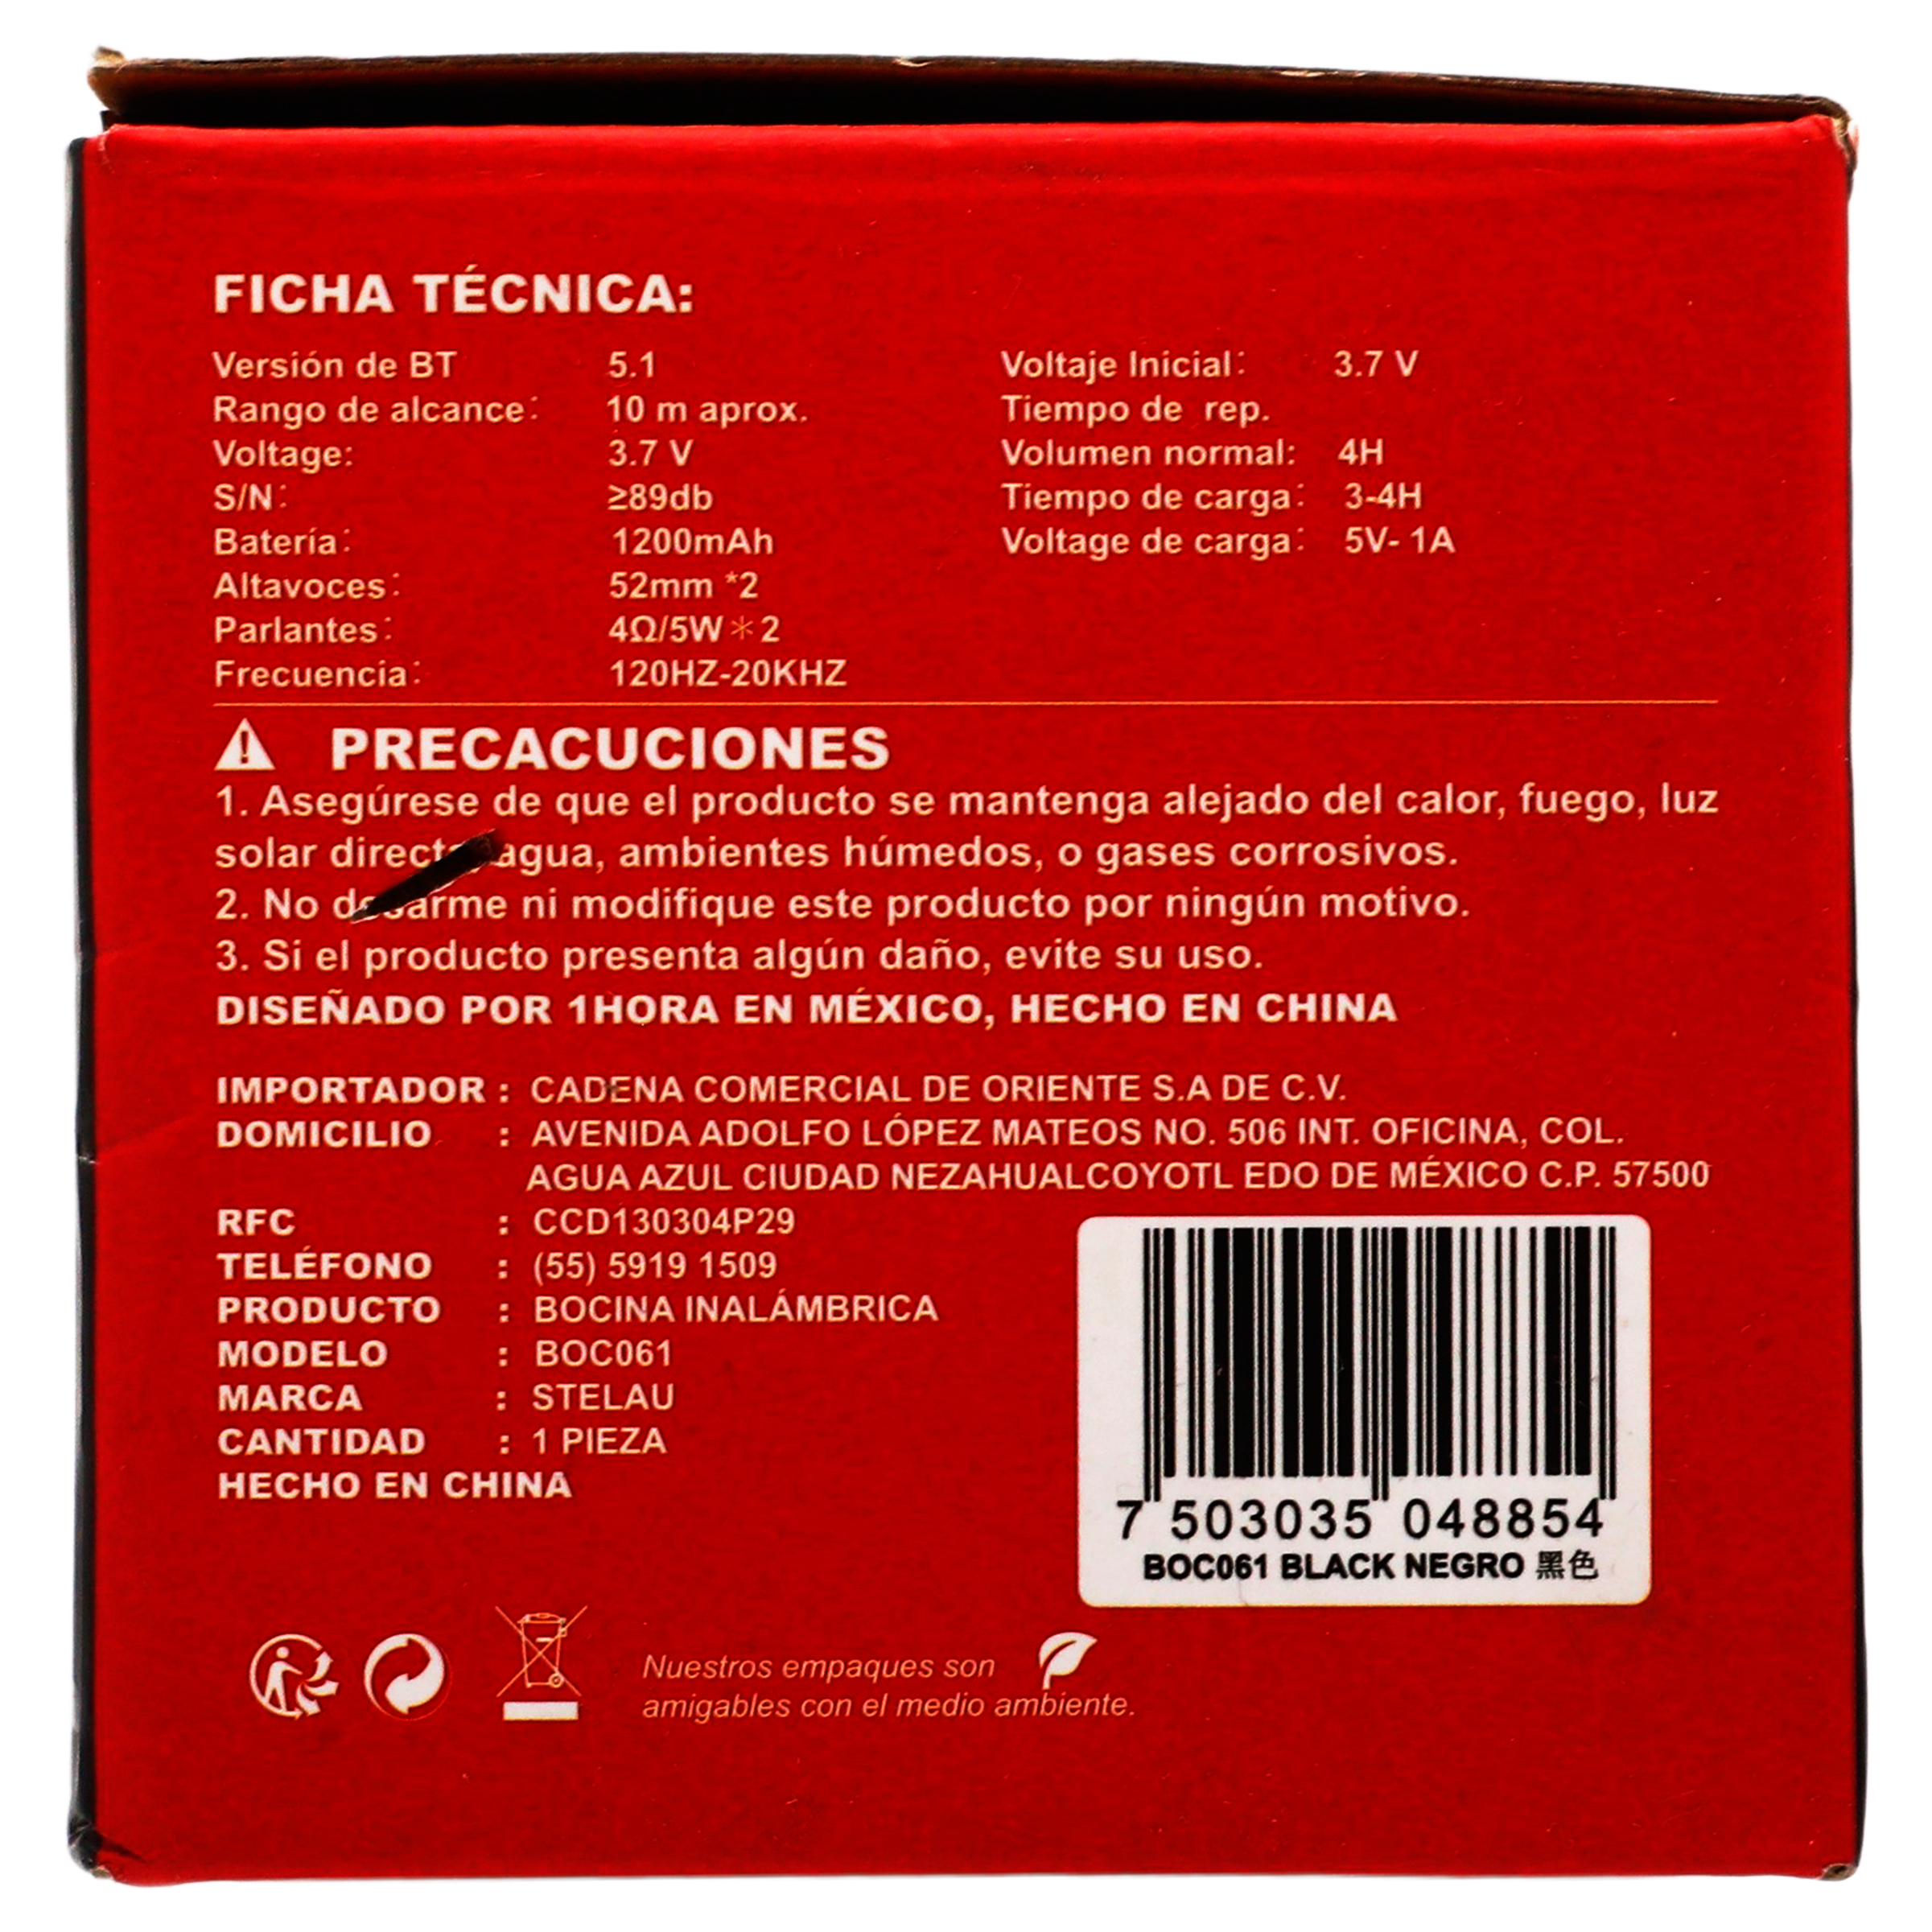 FICHA TÉCNICA:
Versión de BT 5.1
Rango de alcance: 10 m aprox.
Voltage: 3.7 V
S/N: ≥89db
Batería: 1200mAh
Altavoces: 52mm *2
Parlantes: 4Ω/5W*2
Frecuencia: 120HZ-20KHZ
Voltaje Inicial: 3.7 V
Tiempo de rep.
Volumen normal: 4H
Tiempo de carga: 3-4H
Voltage de carga: 5V- 1A
PRECACUCIONES
1. Asegúrese de que el producto se mantenga alejado del calor, fuego, luz
solar agua, ambientes húmedos, o gases corrosivos.
2. No ni modifique este producto por ningún motivo.
3. Si el producto presenta algún daño, evite su uso.
DISEÑADO POR 1HORA EN MÉXICO, HECHO EN CHINA
IMPORTADOR : CADENA COMERCIAL DE ORIENTE S.A DE C.V.
DOMICILIO : AVENIDA ADOLFO LÓPEZ MATEOS NO. 506 INT. OFICINA, COL.
AGUA AZUL CIUDAD NEZAHUALCOYOTL EDO DE MÉXICO C.P. 57500
RFC : CCD130304P29
TELÉFONO : (55) 5919 1509
PRODUCTO : BOCINA INALÁMBRICA
MODELO : BOC061
MARCA : STELAU
CANTIDAD : 1 PIEZA
HECHO EN CHINA
7 503035 048854
BOC061 BLACK NEGRO 黑色
Nuestros empaques son
amigables con el medio ambiente.